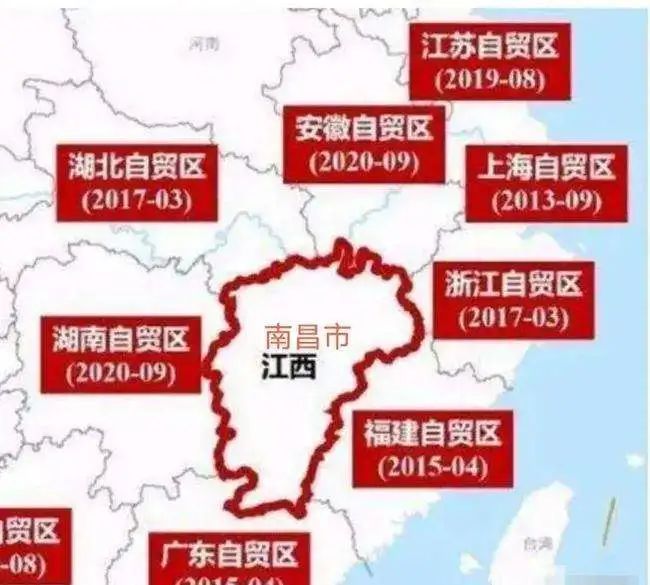 江苏自贸区
(2019-08)
河南
安徽自贸区
(2020-09)
湖北自贸区
(2017-03)
上海自贸区
(2013-09)
浙江自贸区
(2017-03)
南昌市
江西
湖南自贸区
(2020-09)
福建自贸区
(2015-04)
自贸区
-08)
广东自贸区
(2015-04)
台湾